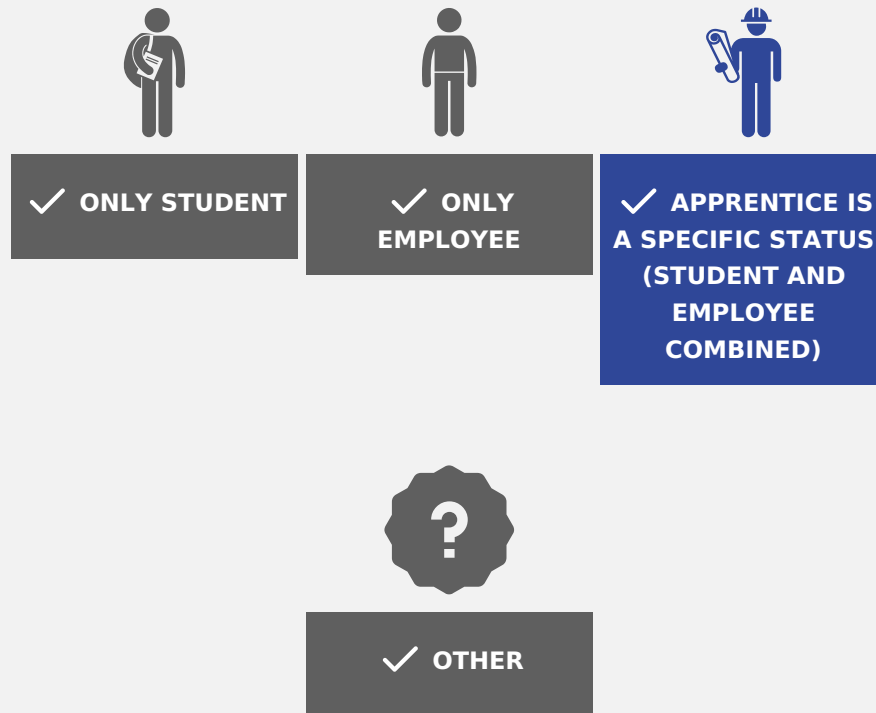 ✓ ONLY STUDENT
✓ ONLY
EMPLOYEE
✓ APPRENTICE IS
A SPECIFIC STATUS
(STUDENT AND
EMPLOYEE
COMBINED)
?
✓ OTHER